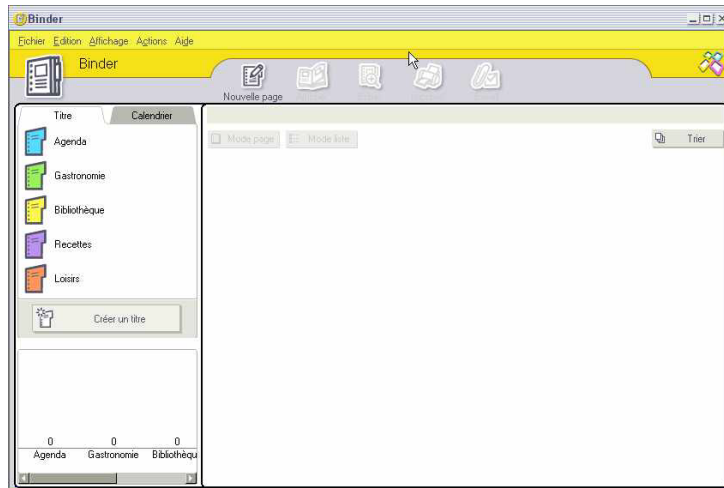 Binder
Fichier Edition Affichage Actions Aide
Binder
Nouvelle page
Titre Calendrier
Mode page Mode liste Trier
Agenda
Gastronomie
Bibliothèque
Recettes
Loisirs
Créer un titre
0 0 0
Agenda Gastronomie Bibliothèqu